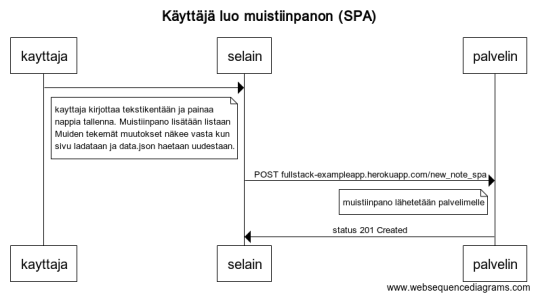 Käyttäjä luo muistiinpanon (SPA)
kayttaja
selain
palvelin
kayttaja kirjottaa tekstikentään ja painaa
nappia tallenna. Muistiinpano lisätään listaan
Muiden tekemät muutokset näkee vasta kun
sivu ladataan ja data.json haetaan uudestaan.
POST fullstack-exampleapp.herokuapp.com/new_note_spa
muistiinpano lähetetään palvelimelle
status 201 Created
kayttaja
selain
palvelin
www.websequencediagrams.com